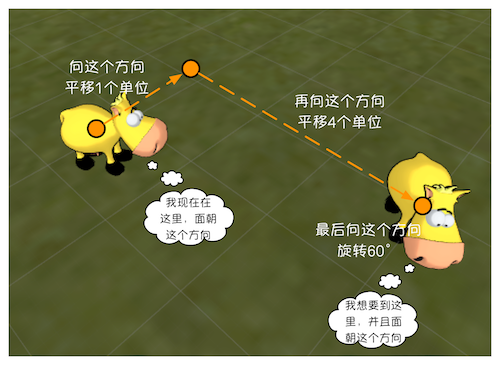 向这个方向
平移1个单位
再向这个方向
平移4个单位
我现在在
这里，面朝
这个方向
最后向这个方向
旋转60°
我想要到这
里，并且面
朝这个方向